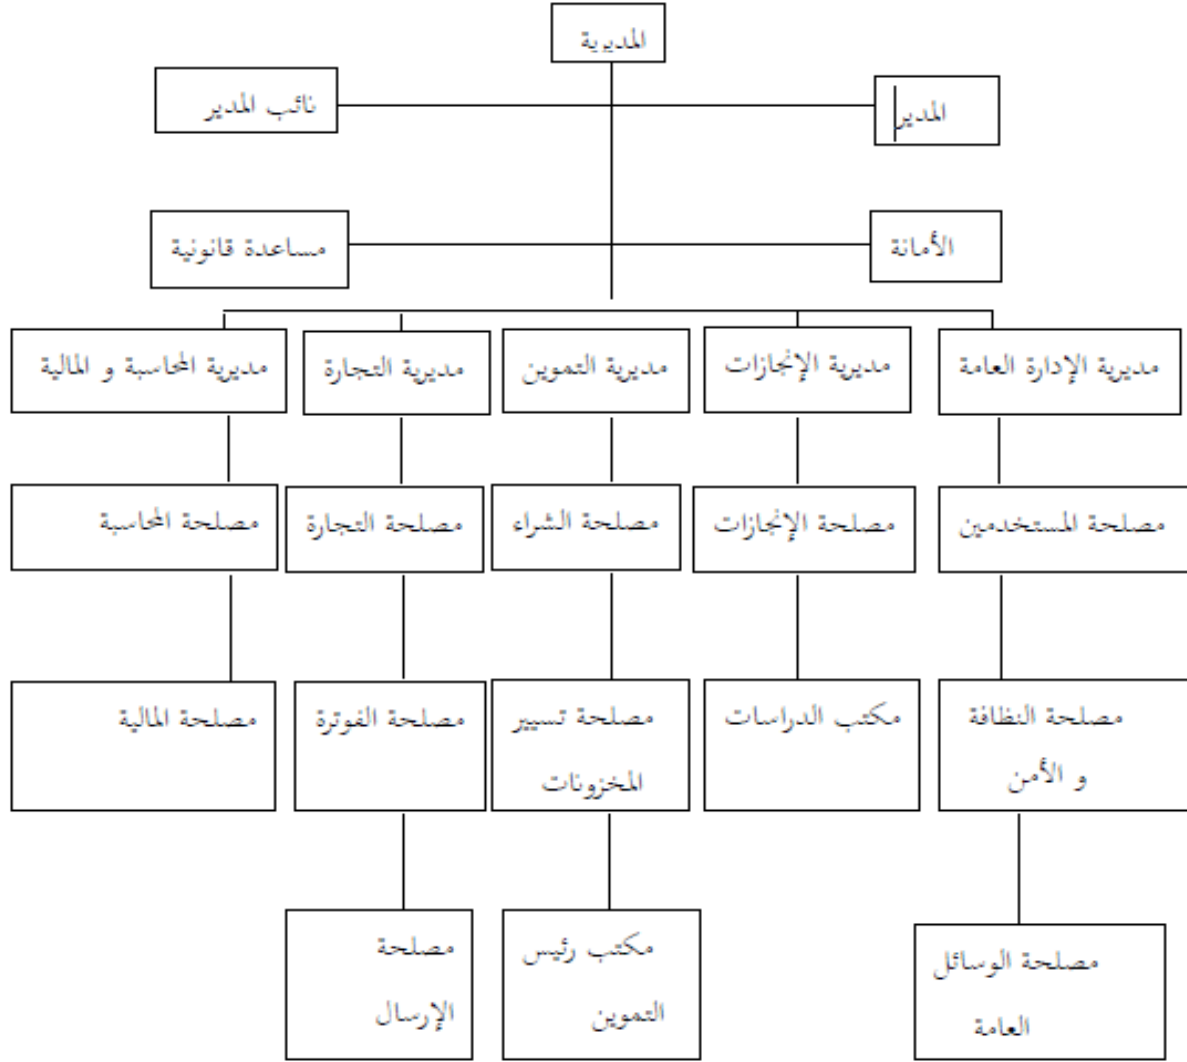 المديرية
المدير
نائب المدير
الأمانة
مساعدة قانونية
مديرية الإدارة العامة
مديرية الإنجازات
مديرية التموين
مديرية التجارة
مديرية المحاسبة و المالية
مصلحة المستخدمين
مصلحة الإنجازات
مصلحة الشراء
مصلحة التجارة
مصلحة المحاسبة
مصلحة النظافة
و الأمن
مكتب الدراسات
مصلحة تسيير
المخزونات
مصلحة الفوترة
مصلحة المالية
مصلحة الوسائل
العامة
مكتب رئيس
التموين
مصلحة
الإرسال